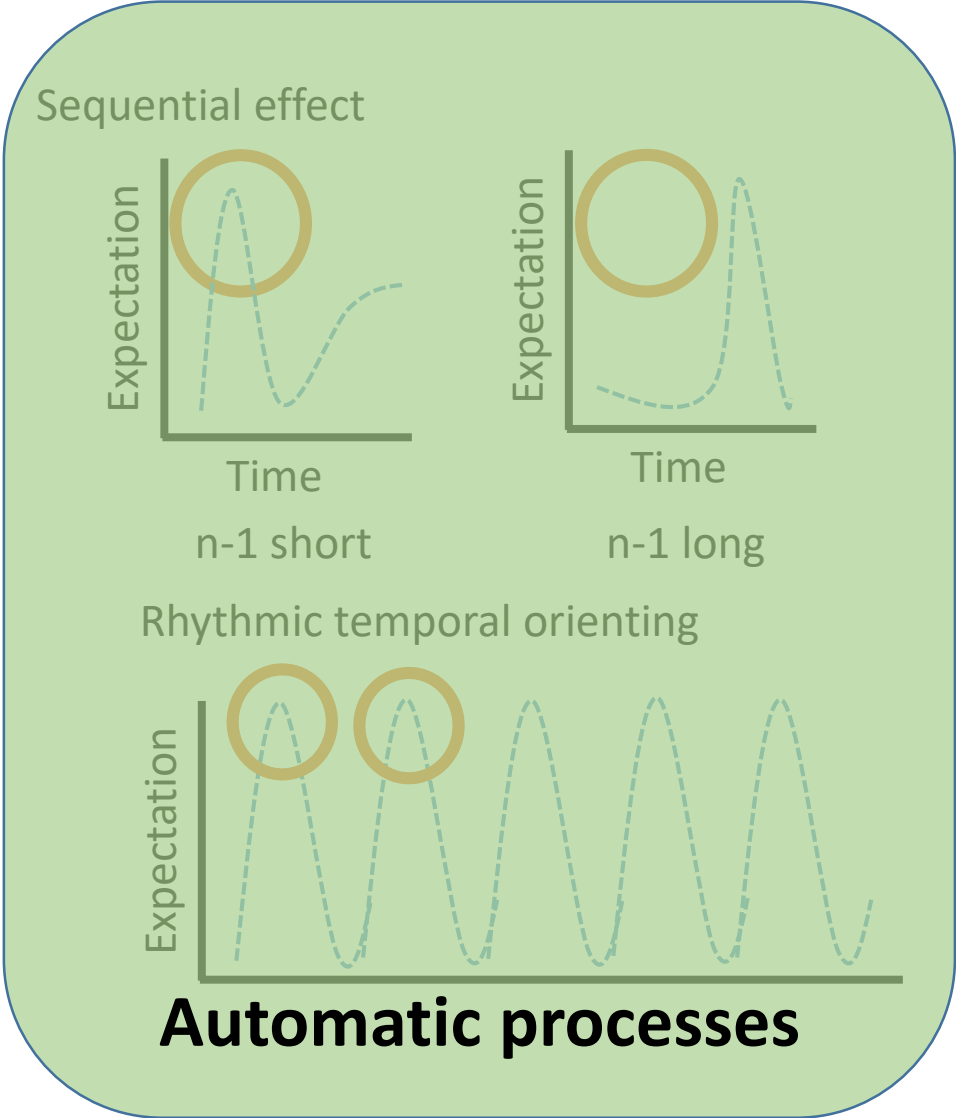 Sequential effect
Expectation
Expectation
Time
Time
n-1 short
n-1 long
Rhythmic temporal orienting
Expectation
Automatic processes